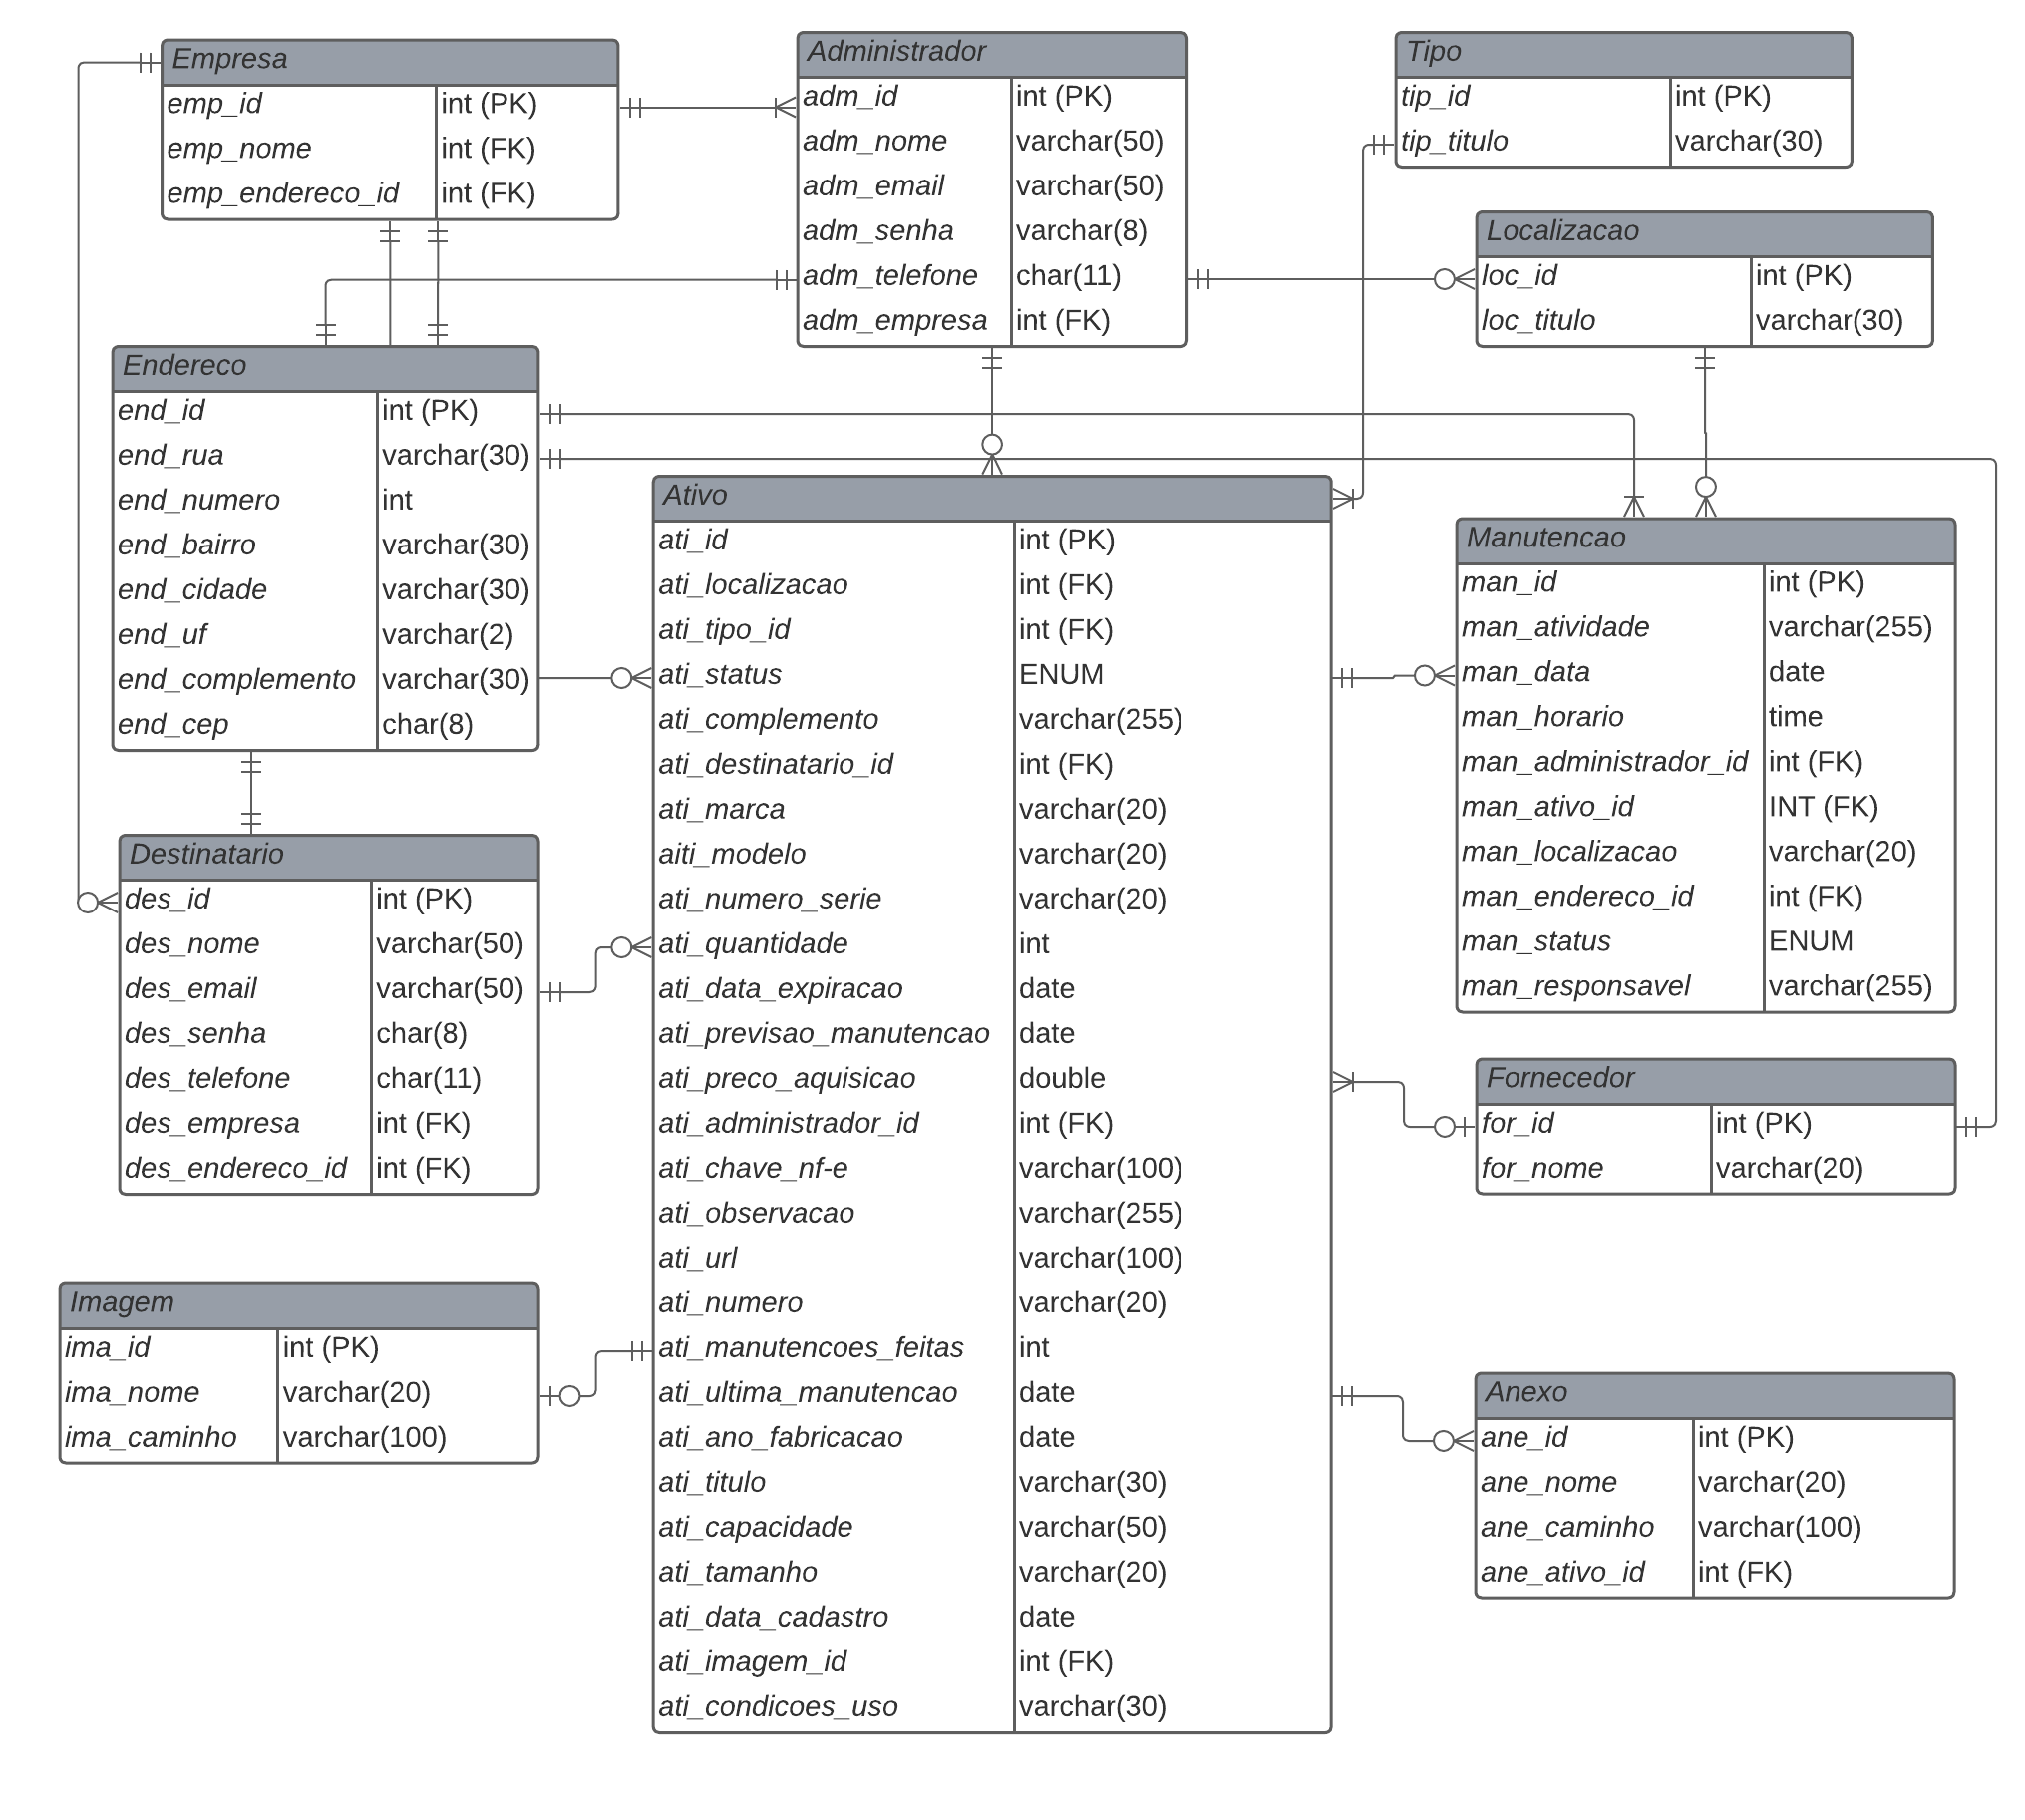 Empresa
emp_id int (PK)
emp_nome int (FK)
emp_endereco_id int (FK)
Administrador
adm_id int (PK)
adm_nome varchar(50)
adm_email varchar(50)
adm_senha varchar(8)
adm_telefone char(11)
adm_empresa int (FK)
Tipo
tip_id int (PK)
tip_titulo varchar(30)
Localizacao
loc_id int (PK)
loc_titulo varchar(30)
Endereco
end_id int (PK)
end_rua varchar(30)
end_numero int
end_bairro varchar(30)
end_cidade varchar(30)
end_uf varchar(2)
end_complemento varchar(30)
end_cep char(8)
Ativo
ati_id int (PK)
ati_localizacao int (FK)
ati_tipo_id int (FK)
ati_status ENUM
ati_complemento varchar(255)
ati_destinatario_id int (FK)
ati_marca varchar(20)
aiti_modelo varchar(20)
ati_numero_serie varchar(20)
ati_quantidade int
ati_data_expiracao date
ati_previsao_manutencao date
ati_preco_aquisicao double
ati_administrador_id int (FK)
ati_chave_nf-e varchar(100)
ati_observacao varchar(255)
ati_url varchar(100)
ati_numero varchar(20)
ati_manutencoes_feitas int
ati_ultima_manutencao date
ati_ano_fabricacao date
ati_titulo varchar(30)
ati_capacidade varchar(50)
ati_tamanho varchar(20)
ati_data_cadastro date
ati_imagem_id int (FK)
ati_condicoes_uso varchar(30)
Manutencao
man_id int (PK)
man_atividade varchar(255)
man_data date
man_horario time
man_administrador_id int (FK)
man_ativo_id INT (FK)
man_localizacao varchar(20)
man_endereco_id int (FK)
man_status ENUM
man_responsavel varchar(255)
Destinatario
des_id int (PK)
des_nome varchar(50)
des_email varchar(50)
des_senha char(8)
des_telefone char(11)
des_empresa int (FK)
des_endereco_id int (FK)
Fornecedor
for_id int (PK)
for_nome varchar(20)
Imagem
ima_id int (PK)
ima_nome varchar(20)
ima_caminho varchar(100)
Anexo
ane_id int (PK)
ane_nome varchar(20)
ane_caminho varchar(100)
ane_ativo_id int (FK)